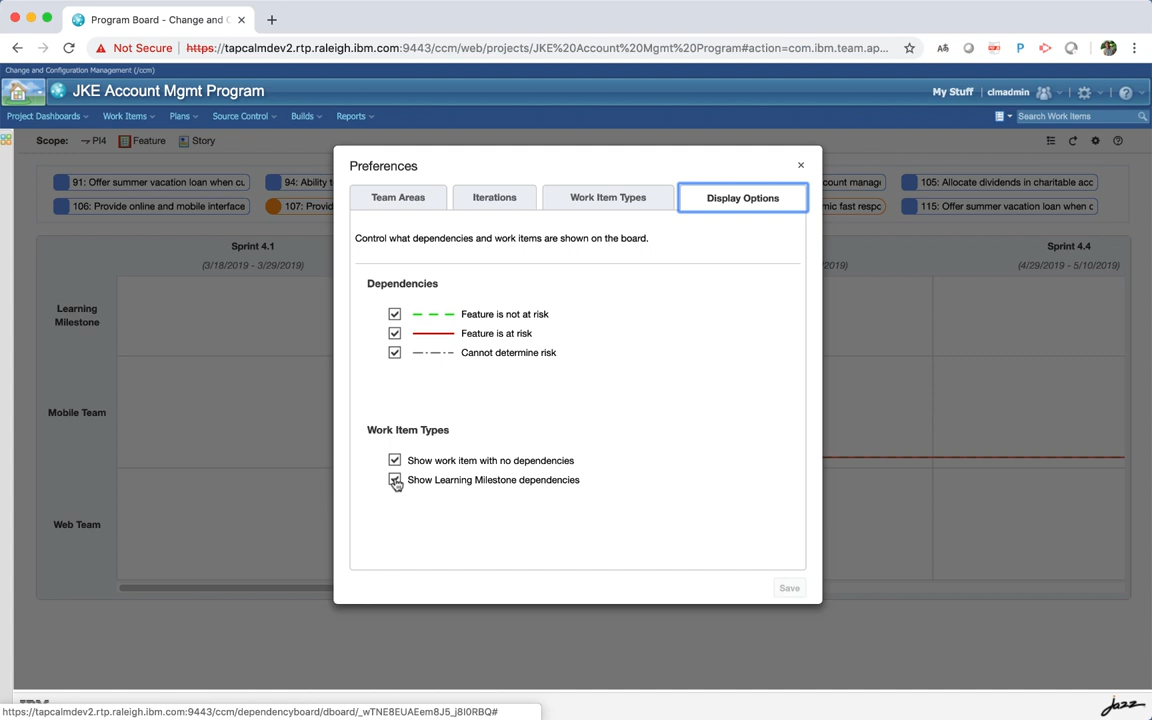 Program Board - Change and C
Not Secure https://tapcalmdev2.rtp.raleigh.ibm.com:9443/ccm/web/projects/JKE%20Account%20Mgmt%20Program#action=com.ibm.team.ap...
Change and Configuration Management (/ccm)
JKE Account Mgmt Program
My Stuff | clmadmin
Project Dashboards Work Items Plans Source Control Builds Reports Search Work Items
Scope: PI4 Feature Story
91: Offer summer vacation loan when cu
94: Ability t
count manag
105: Allocate dividends in charitable acc
106: Provide online and mobile interface
107: Provid
mic fast respo
115: Offer summer vacation loan when c
Sprint 4.1
(3/18/2019 - 3/29/2019)
2019)
Sprint 4.4
(4/29/2019 - 5/10/2019)
Learning
Milestone
Mobile Team
Web Team
Preferences
Team Areas Iterations Work Item Types Display Options
Control what dependencies and work items are shown on the board.
Dependencies
Feature is not at risk
Feature is at risk
Cannot determine risk
Work Item Types
Show work item with no dependencies
Show Learning Milestone dependencies
Save
https://tapcalmdev2.rtp.raleigh.ibm.com:9443/ccm/dependencyboard/dboard/_wTNE8EUAEem8J5_j8I0RBQ#
jazz